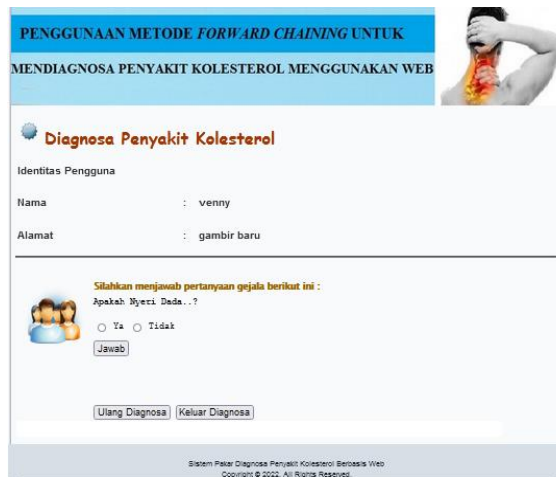 PENGGUNAAN METODE FORWARD CHAINING UNTUK
MENDIAGNOSA PENYAKIT KOLESTEROL MENGGUNAKAN WEB
Diagnosa Penyakit Kolesterol
Identitas Pengguna
Nama : venny
Alamat : gambir baru
Silahkan menjawab pertanyaan gejala berikut ini :
Apakah Nyeri Dada..?
Ya Tidak
Jawab
Ulang Diagnosa Keluar Diagnosa
Sistem Pakar Diagnosa Penyakit Kolesterol Berbasis Web
Copyright © 2022. All Rights Reserved.